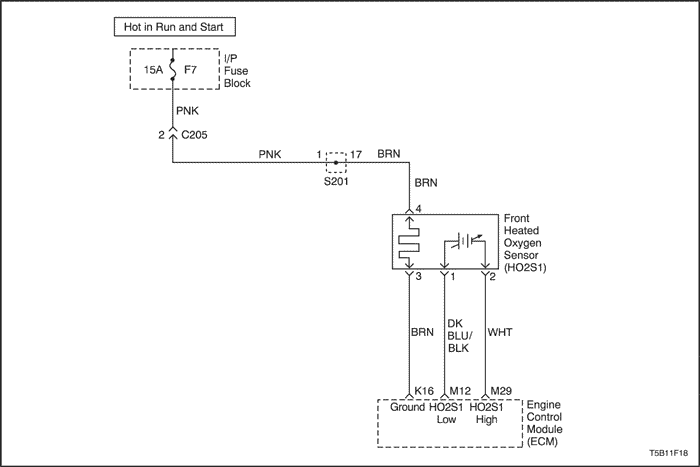 Hot in Run and Start
15A F7
I/P
Fuse
Block
PNK
2 C205
PNK 1 17 BRN
S201
BRN
4
Front
Heated
Oxygen
Sensor
(HO2S1)
3 1 2
BRN
DK
BLU/
BLK
WHT
K16 M12 M29
Ground HO2S1 HO2S1
Low High
Engine
Control
Module
(ECM)
T5B11F18